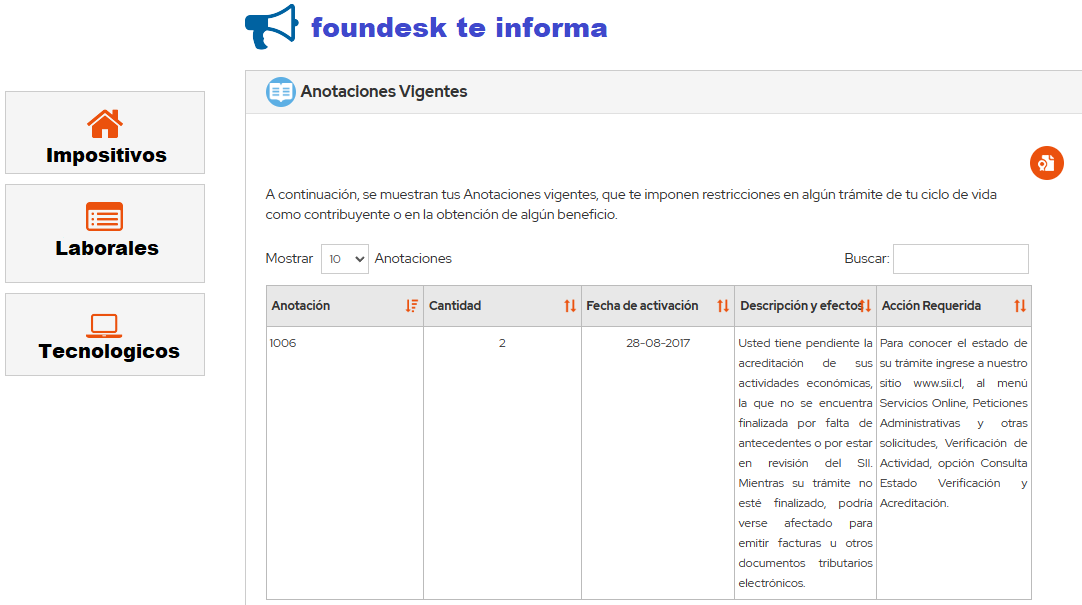 foundesk te informa
Impositivos
Laborales
Tecnologicos
Anotaciones Vigentes
A continuación, se muestran tus Anotaciones vigentes, que te imponen restricciones en algún trámite de tu ciclo de vida
como contribuyente o en la obtención de algún beneficio.
Mostrar 10 Anotaciones
Buscar:
Anotación Cantidad Fecha de activación Descripción y efectos Acción Requerida
1006 2 28-08-2017
Usted tiene pendiente la
acreditación de sus
actividades económicas,
la que no se encuentra
finalizada por falta de
antecedentes o por estar
en revisión del SII.
Mientras su trámite no
esté finalizado, podría
verse afectado para
emitir facturas u otros
documentos tributarios
electrónicos.
Para conocer el estado de
su trámite ingrese a nuestro
sitio www.sii.cl, al menú
Servicios Online, Peticiones
Administrativas y otras
solicitudes, Verificación de
Actividad, opción Consulta
Estado Verificación y
Acreditación.